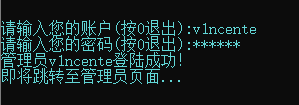 请输入您的账户(按0退出):v1ncente
请输入您的密码(按0退出):******
管理员v1ncente登陆成功!
即将跳转至管理员页面...